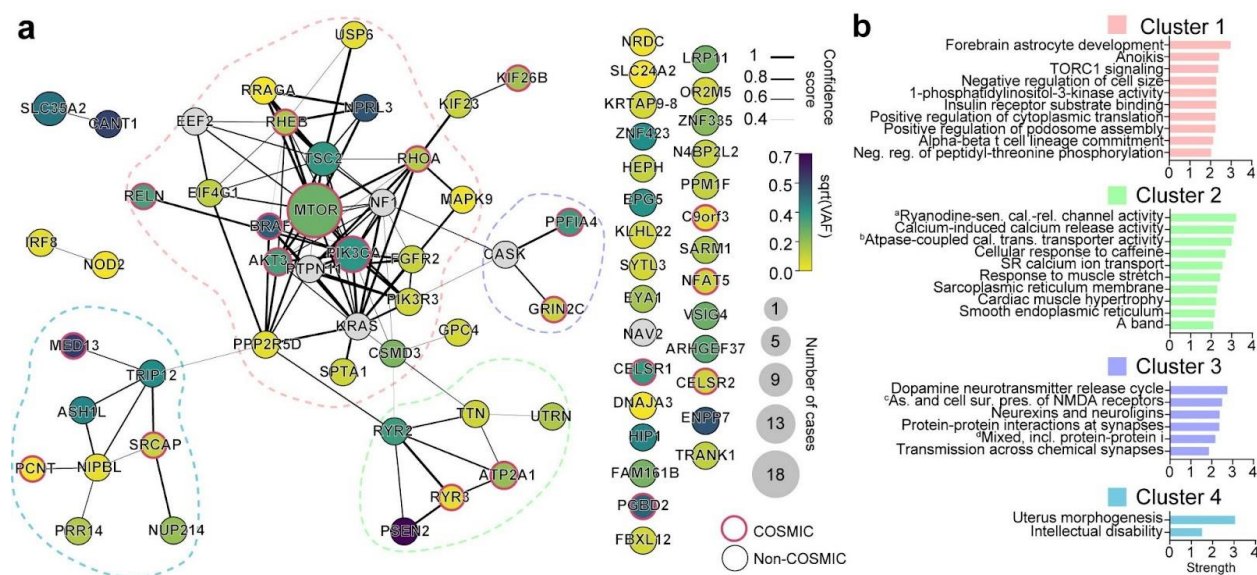 a
USP6
KIF26B
RRAGA
NPRL3
KIF23
SLC35A2
CANT1
EEF2
RHEB
TSC2
RHOA
RELN
EIF4G1
MTOR
NF1
MAPK9
BRAF
PIK3CA
PPFIA4
AKT3
PTPN11
FGFR2
CASK
IRF8
NOD2
PIK3R3
GRIN2C
KRAS
GPC4
MED13
PPP2R5D
CSMD3
TRIP12
SPTA1
ASH1L
TTN
UTRN
SRCAP
RYR2
PCNT
NIPBL
ATP2A1
RYR3
PRR14
NUP214
PSEN2
NRDC
SLC24A2
KRTAP9-8
ZNF423
HEPH
EPG5
KLHL22
SYTL3
EYA1
NAV2
CELSR1
DNAJA3
HIP1
FAM161B
PGBD2
FBXL12
LRP11
OR2M5
ZNF335
N4BP2L2
PPM1F
C9orf3
SARM1
NFAT5
VSIG4
ARHGEF37
CELSR2
ENPP7
TRANK1
1
0.8
0.6
0.4
Confidence
score
0.7
0.6
0.4
0.2
0.0
sqrt(VAF)
1
5
9
13
18
Number of cases
COSMIC
Non-COSMIC
b
Cluster 1
Forebrain astrocyte development
Anoikis
TORC1 signaling
Negative regulation of cell size
1-phosphatidylinositol-3-kinase activity
Insulin receptor substrate binding
Positive regulation of cytoplasmic translation
Positive regulation of podosome assembly
Alpha-beta t cell lineage commitment
Neg. reg. of peptidyl-threonine phosphorylation
0 1 2 3 4
Cluster 2
ᵃRyanodine-sen. cal.-rel. channel activity
Calcium-induced calcium release activity
ᵇAtpase-coupled cal. trans. transporter activity
Cellular response to caffeine
SR calcium ion transport
Response to muscle stretch
Sarcoplasmic reticulum membrane
Cardiac muscle hypertrophy
Smooth endoplasmic reticulum
A band
0 1 2 3 4
Cluster 3
Dopamine neurotransmitter release cycle
ᶜAs. and cell sur. pres. of NMDA receptors
Neurexins and neuroligins
Protein-protein interactions at synapses
ᵈMixed, incl. protein-protein i
Transmission across chemical synapses
0 1 2 3 4
Cluster 4
Uterus morphogenesis
Intellectual disability
0 1 2 3 4
Strength